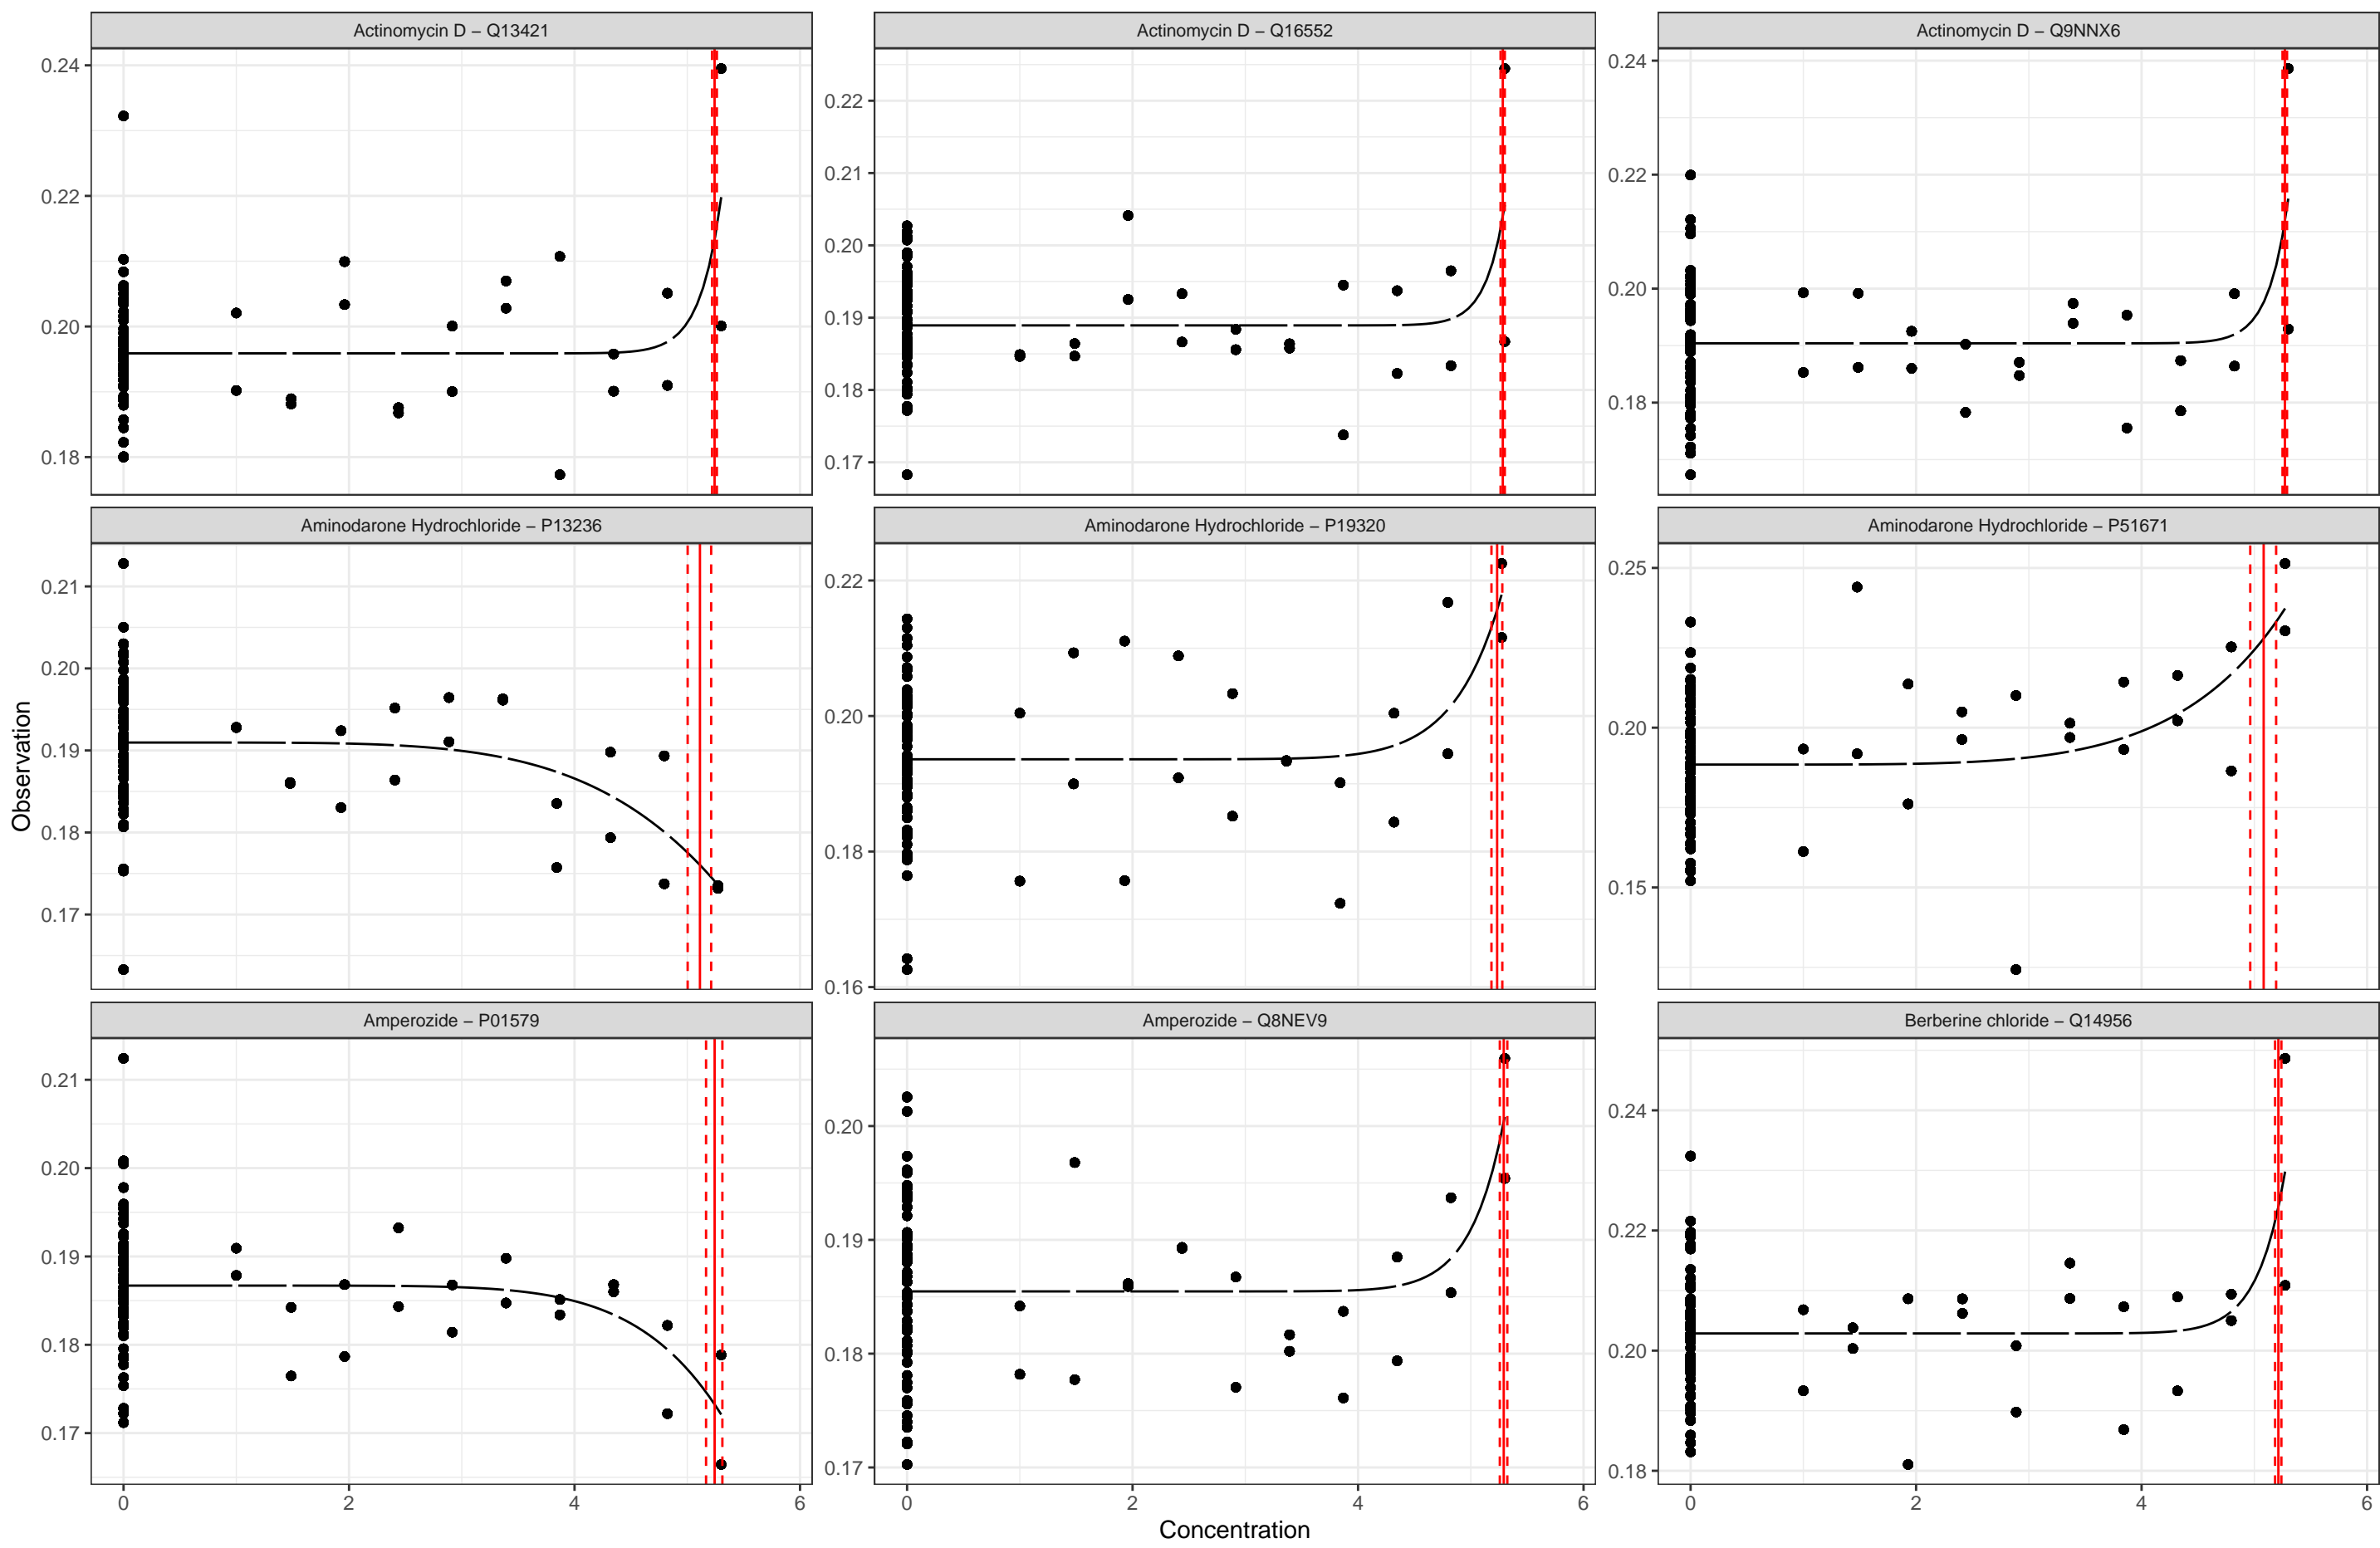 Actinomycin D – Q13421
Actinomycin D – Q16552
Actinomycin D – Q9NNX6
0.24
0.22
0.20
0.18
0.22
0.21
0.20
0.19
0.18
0.17
0.24
0.22
0.20
0.18
Aminodarone Hydrochloride – P13236
Aminodarone Hydrochloride – P19320
Aminodarone Hydrochloride – P51671
0.21
0.20
0.19
0.18
0.17
0.22
0.20
0.18
0.16
0.25
0.20
0.15
Observation
Amperozide – P01579
Amperozide – Q8NEV9
Berberine chloride – Q14956
0.21
0.20
0.19
0.18
0.17
0.20
0.19
0.18
0.17
0.24
0.22
0.20
0.18
0 2 4 6
0 2 4 6
0 2 4 6
Concentration